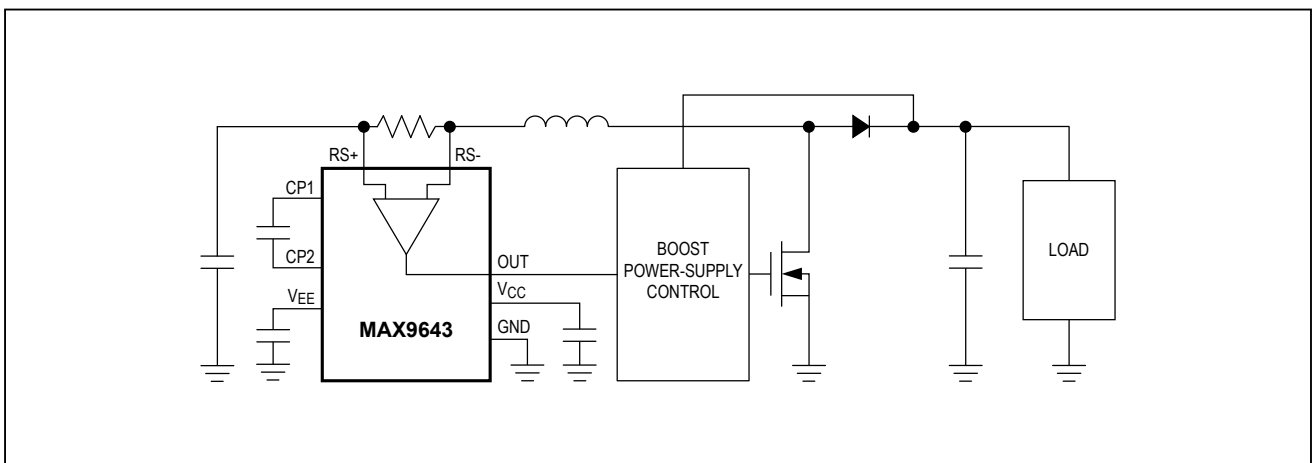 RS+
RS-
CP1
CP2
VEE
MAX9643
OUT
VCC
GND
BOOST
POWER-SUPPLY
CONTROL
LOAD